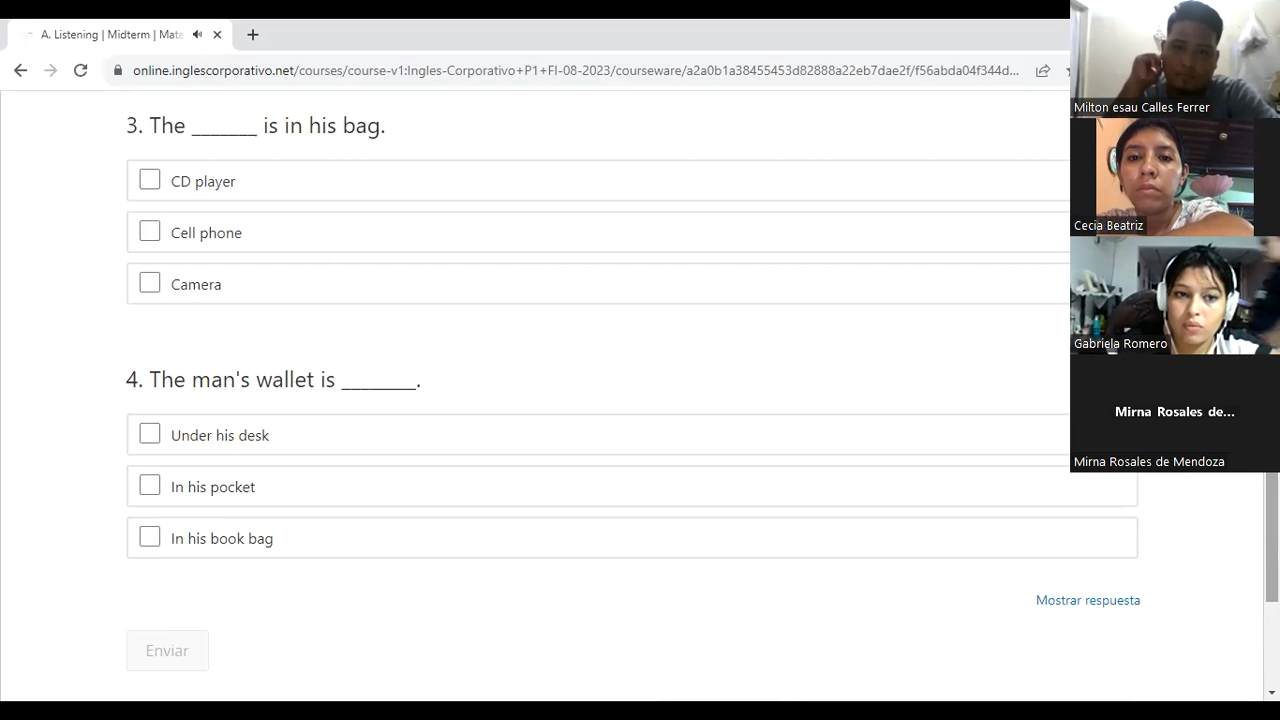 A. Listening | Midterm | Mate
online.inglescorporativo.net/courses/course-v1:Ingles-Corporativo+P1+FI-08-2023/courseware/a2a0b1a38455453d82888a22eb7dae2f/f56abda04f344d...
3. The _______ is in his bag.
CD player
Cell phone
Camera
4. The man's wallet is ________.
Under his desk
In his pocket
In his book bag
Mostrar respuesta
Enviar
Milton esau Calles Ferrer
Cecia Beatriz
Gabriela Romero
Mirna Rosales de...
Mirna Rosales de Mendoza